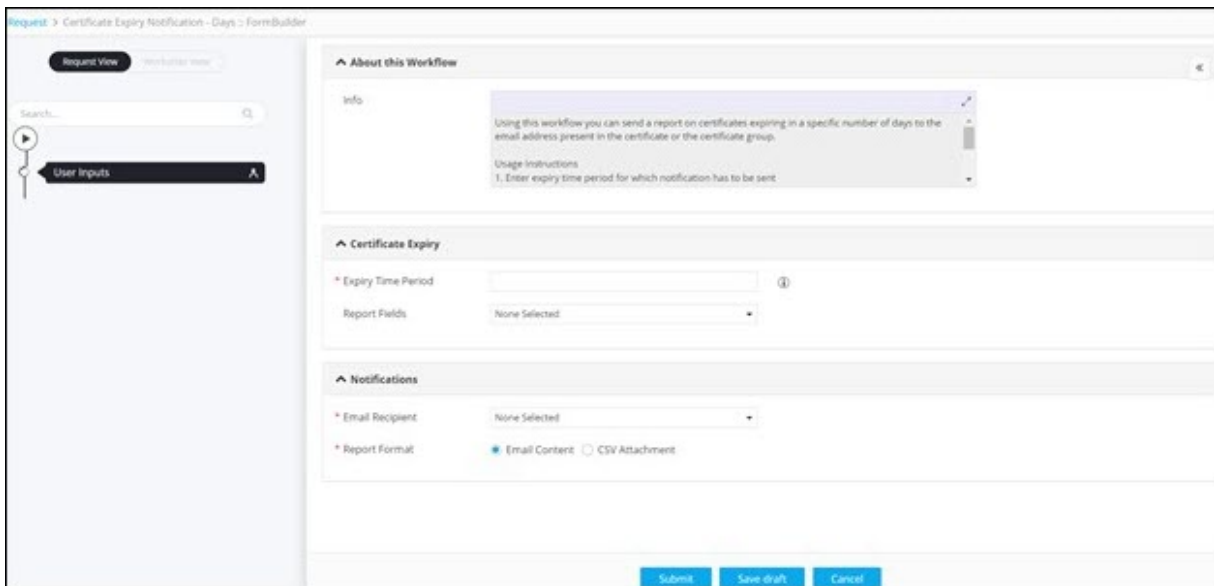 Request > Certificate Expiry Notification - Days :: FormBuilder
Request View
Search...
User Inputs
About this Workflow
Info
Using this workflow you can send a report on certificates expiring in a specific number of days to the
email address present in the certificate or the certificate group.
Usage Instructions
1. Enter expiry time period for which notification has to be sent
Certificate Expiry
* Expiry Time Period
Report Fields None Selected
Notifications
* Email Recipient None Selected
* Report Format Email Content CSV Attachment
Submit Save draft Cancel